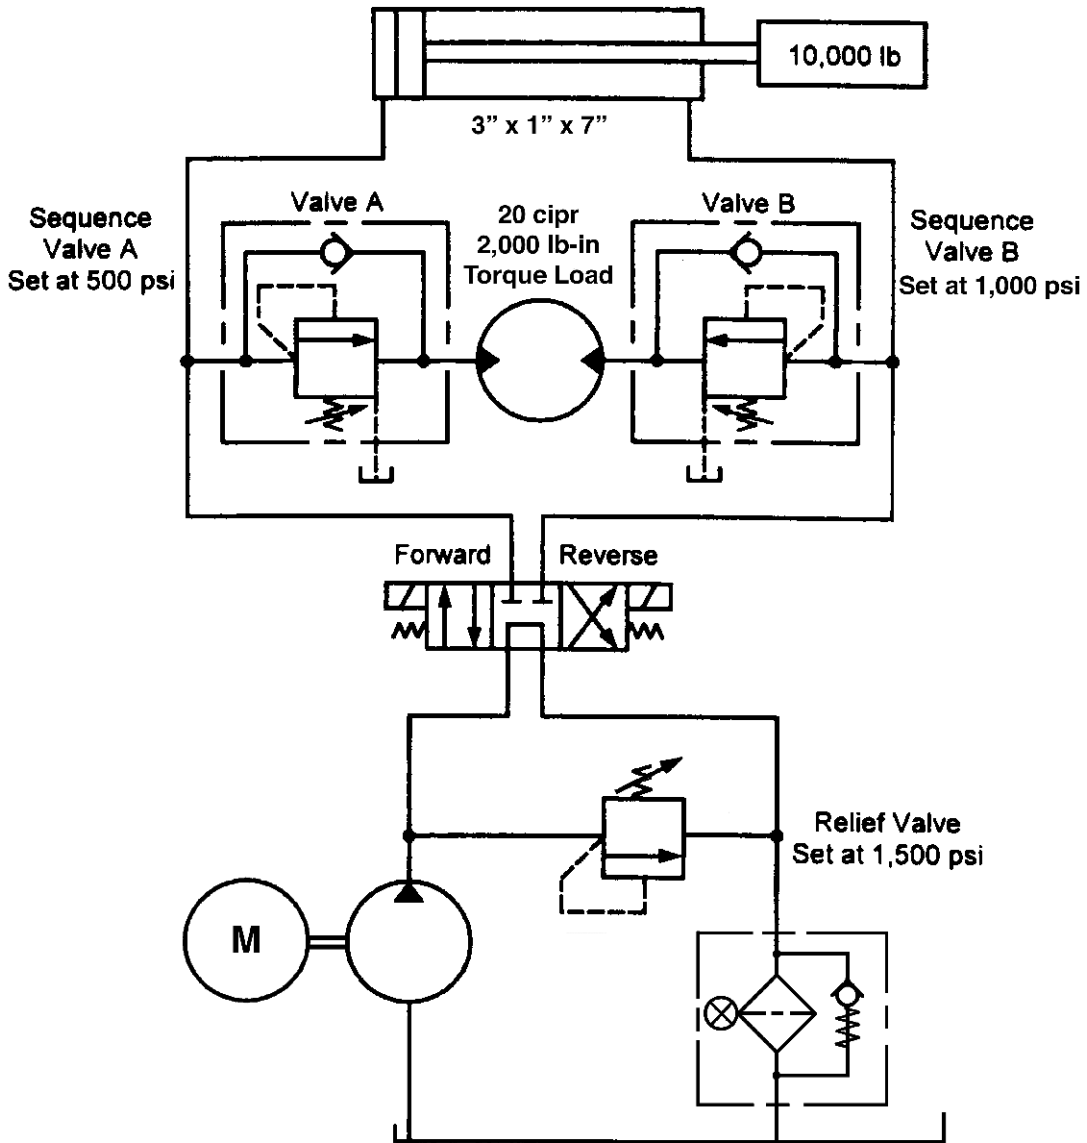 10,000 lb
3” x 1” x 7”
Sequence
Valve A
Set at 500 psi
Valve A
20 cipr
2,000 lb-in
Torque Load
Valve B
Sequence
Valve B
Set at 1,000 psi
Forward
Reverse
Relief Valve
Set at 1,500 psi
M